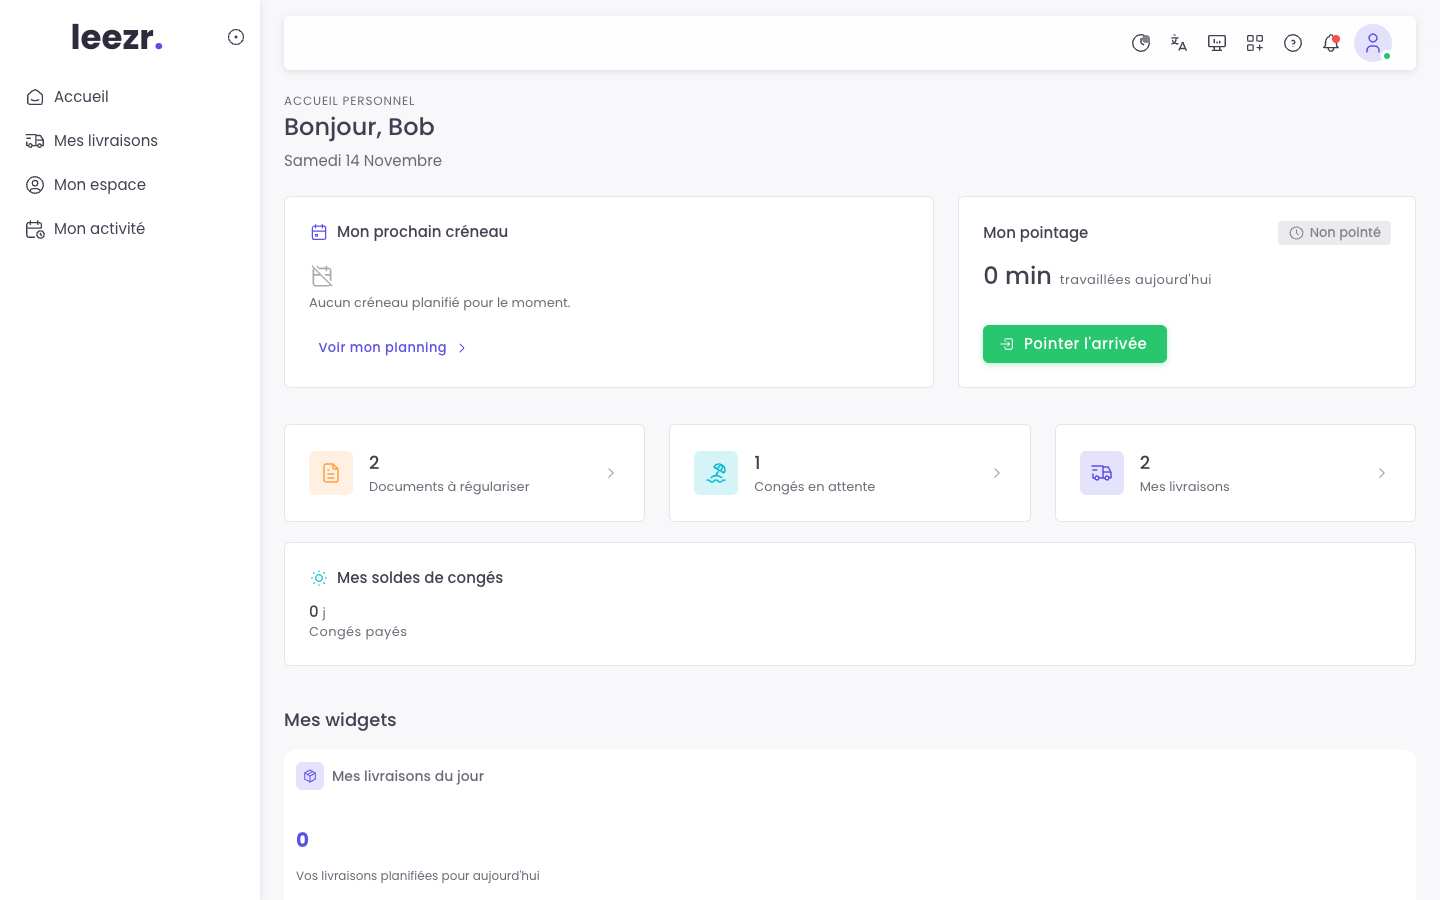 leezr.
Accueil
Mes livraisons
Mon espace
Mon activité
ACCUEIL PERSONNEL
Bonjour, Bob
Samedi 14 Novembre
Mon prochain créneau
Aucun créneau planifié pour le moment.
Voir mon planning
Mon pointage
Non pointé
0 min travaillées aujourd'hui
Pointer l'arrivée
2
Documents à régulariser
1
Congés en attente
2
Mes livraisons
Mes soldes de congés
0 j
Congés payés
Mes widgets
Mes livraisons du jour
0
Vos livraisons planifiées pour aujourd'hui